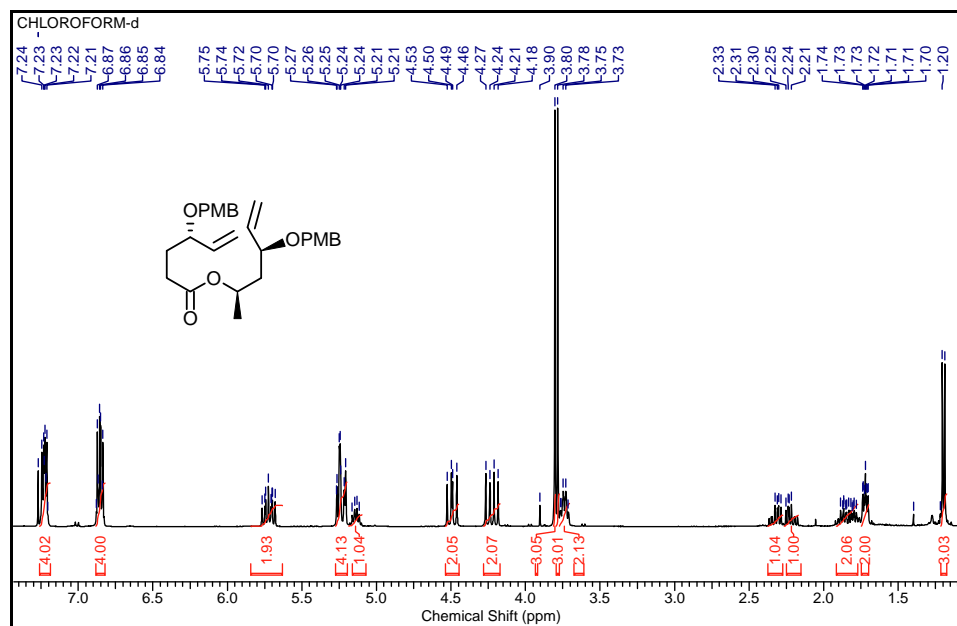 CHLOROFORM-d
7.24 7.23 7.23 7.22 7.21 6.87 6.86 6.85 6.84 5.75 5.74 5.72 5.70 5.70 5.27 5.26 5.25 5.24 5.24 5.21 5.21 4.53 4.50 4.49 4.46 4.27 4.24 4.21 4.18 3.90 3.80 3.78 3.75 3.73 2.33 2.31 2.30 2.25 2.24 2.21 1.74 1.73 1.73 1.72 1.71 1.71 1.70 1.20
OPMB
OPMB
O
O
4.02 4.00 1.93 4.13 1.04 2.05 2.07 3.05 3.01 2.13 1.04 1.00 2.06 2.00 3.03
7.0 6.5 6.0 5.5 5.0 4.5 4.0 3.5 3.0 2.5 2.0 1.5
Chemical Shift (ppm)